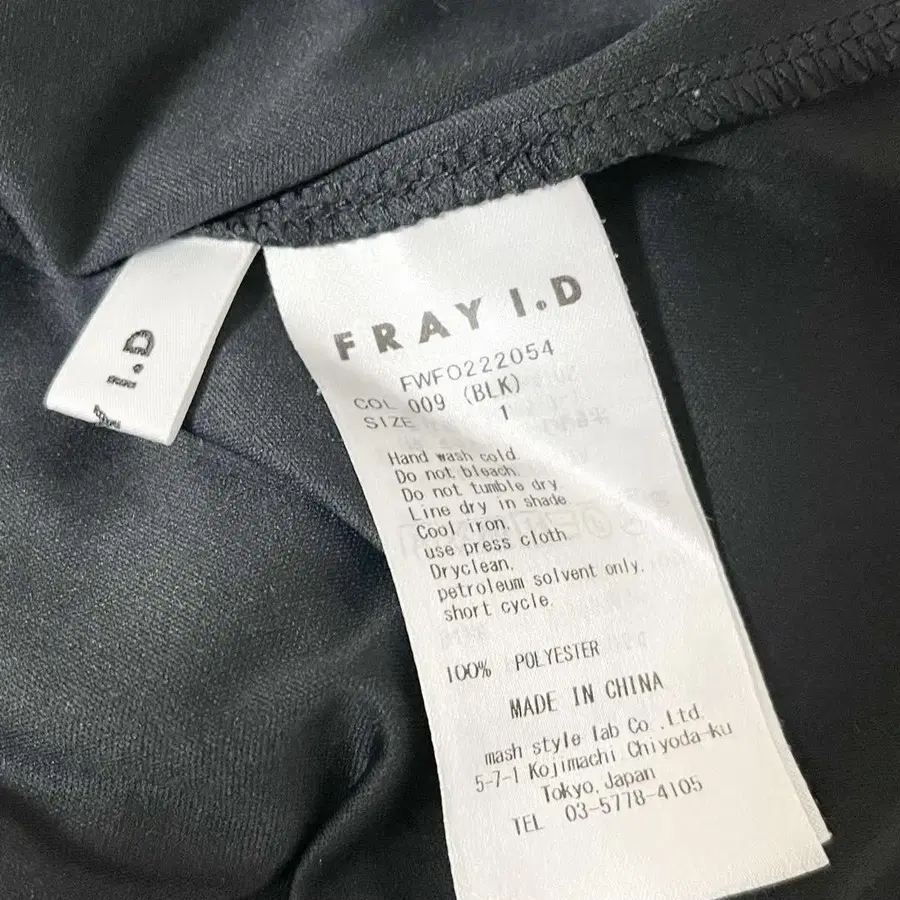 FRAY I.D
FWFO222054
COL 009 (BLK)
SIZE 1
Hand wash cold.
Do not bleach.
Do not tumble dry
Line dry in shade
Cool iron.
use press cloth.
Dryclean.
petroleum solvent only.
short cycle.
100% POLYESTER
MADE IN CHINA
mash style lab Co.,Ltd.
5-7-1 Kojimachi Chiyoda-ku
Tokyo, Japan
TEL 03-5778-4105
Y I.D